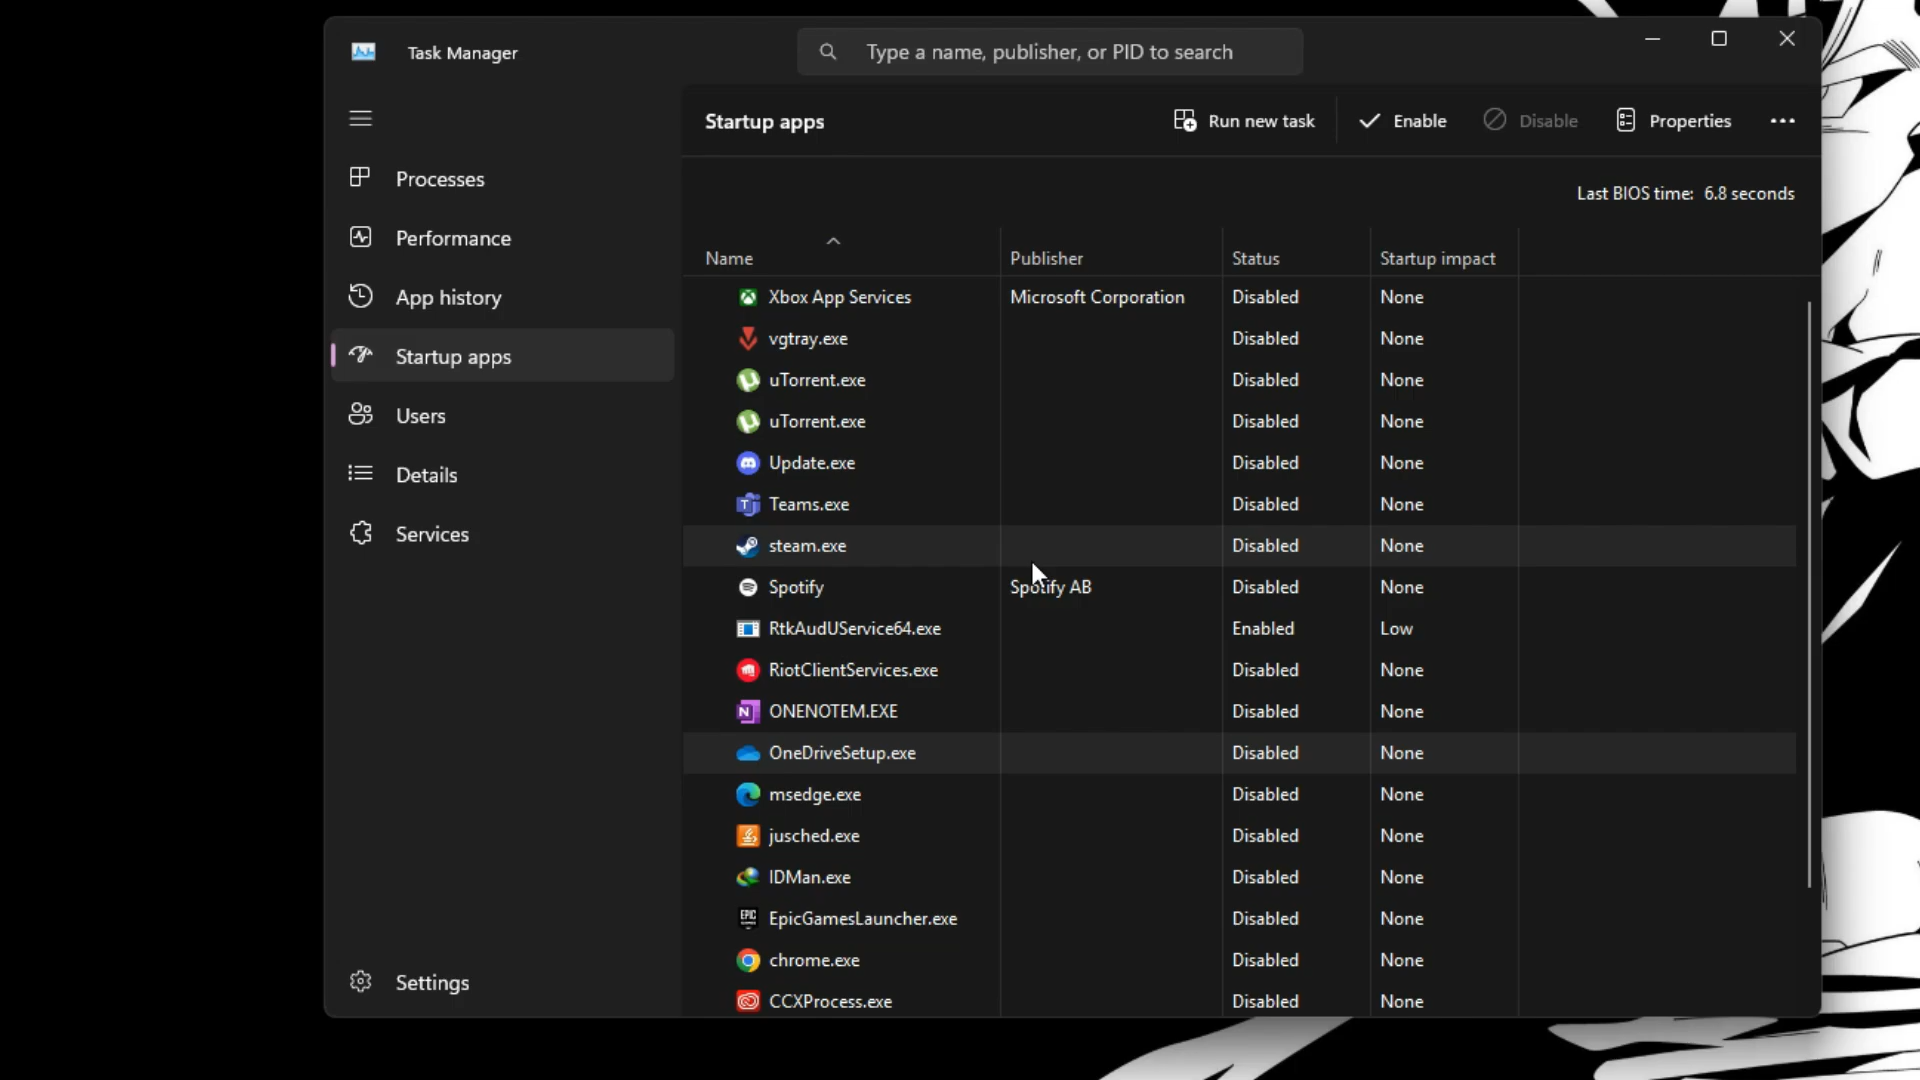 Task Manager
Type a name, publisher, or PID to search
Startup apps
Run new task
Enable
Disable
Properties
Processes
Performance
App history
Startup apps
Users
Details
Services
Settings
Last BIOS time: 6.8 seconds
Name Publisher Status Startup impact
Xbox App Services Microsoft Corporation Disabled None
vgtray.exe Disabled None
uTorrent.exe Disabled None
uTorrent.exe Disabled None
Update.exe Disabled None
Teams.exe Disabled None
steam.exe Disabled None
Spotify Spotify AB Disabled None
RtkAudUService64.exe Enabled Low
RiotClientServices.exe Disabled None
ONENOTEM.EXE Disabled None
OneDriveSetup.exe Disabled None
msedge.exe Disabled None
jusched.exe Disabled None
IDMan.exe Disabled None
EpicGamesLauncher.exe Disabled None
chrome.exe Disabled None
CCXProcess.exe Disabled None